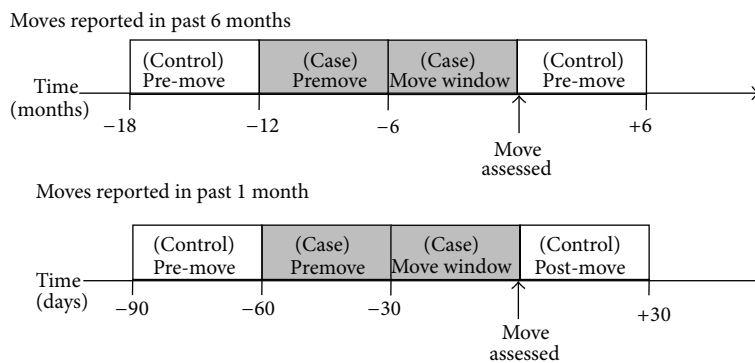 Moves reported in past 6 months
(Control) (Case) (Case) (Control)
Pre-move Premove Move window Pre-move
Time
(months)
−18 −12 −6 +6
Move
assessed
Moves reported in past 1 month
(Control) (Case) (Case) (Control)
Pre-move Premove Move window Post-move
Time
(days)
−90 −60 −30 +30
Move
assessed